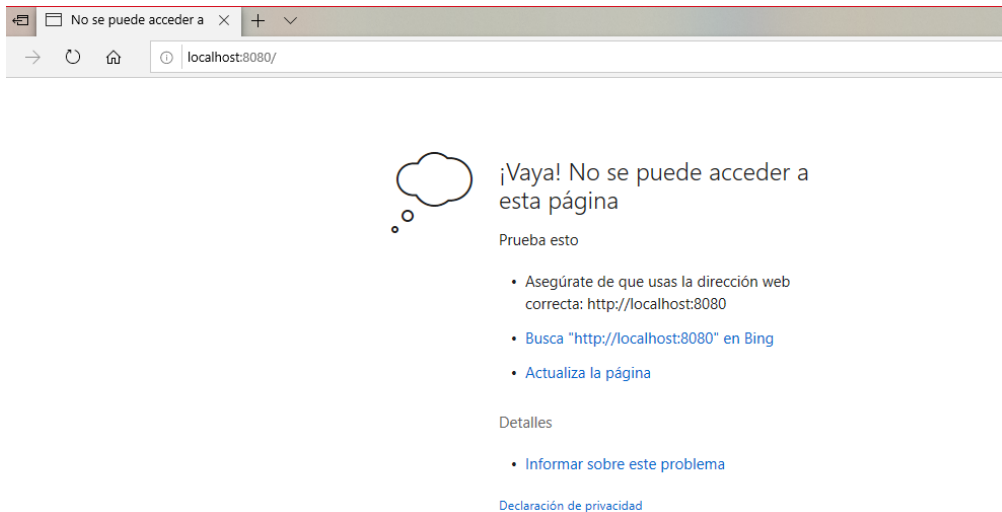 No se puede acceder a
localhost:8080/
¡Vaya! No se puede acceder a
esta página
Prueba esto
• Asegúrate de que usas la dirección web
correcta: http://localhost:8080
• Busca "http://localhost:8080" en Bing
• Actualiza la página
Detalles
• Informar sobre este problema
Declaración de privacidad